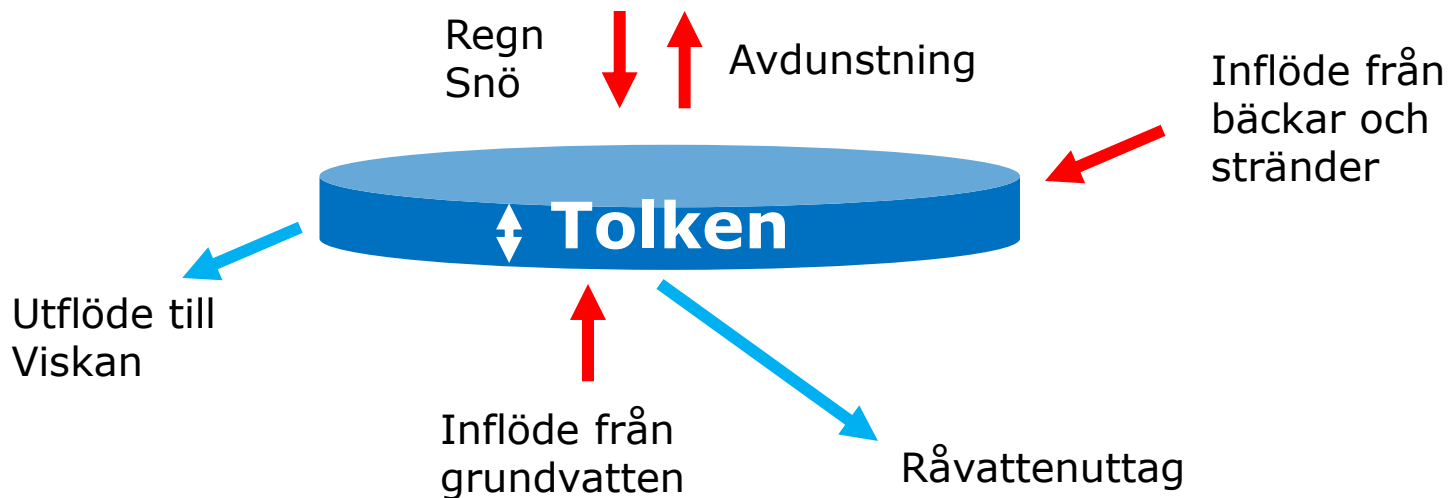 Regn
Snö
Avdunstning
Inflöde från
bäckar och
stränder
Tolken
Utflöde till
Viskan
Inflöde från
grundvatten
Råvattenuttag